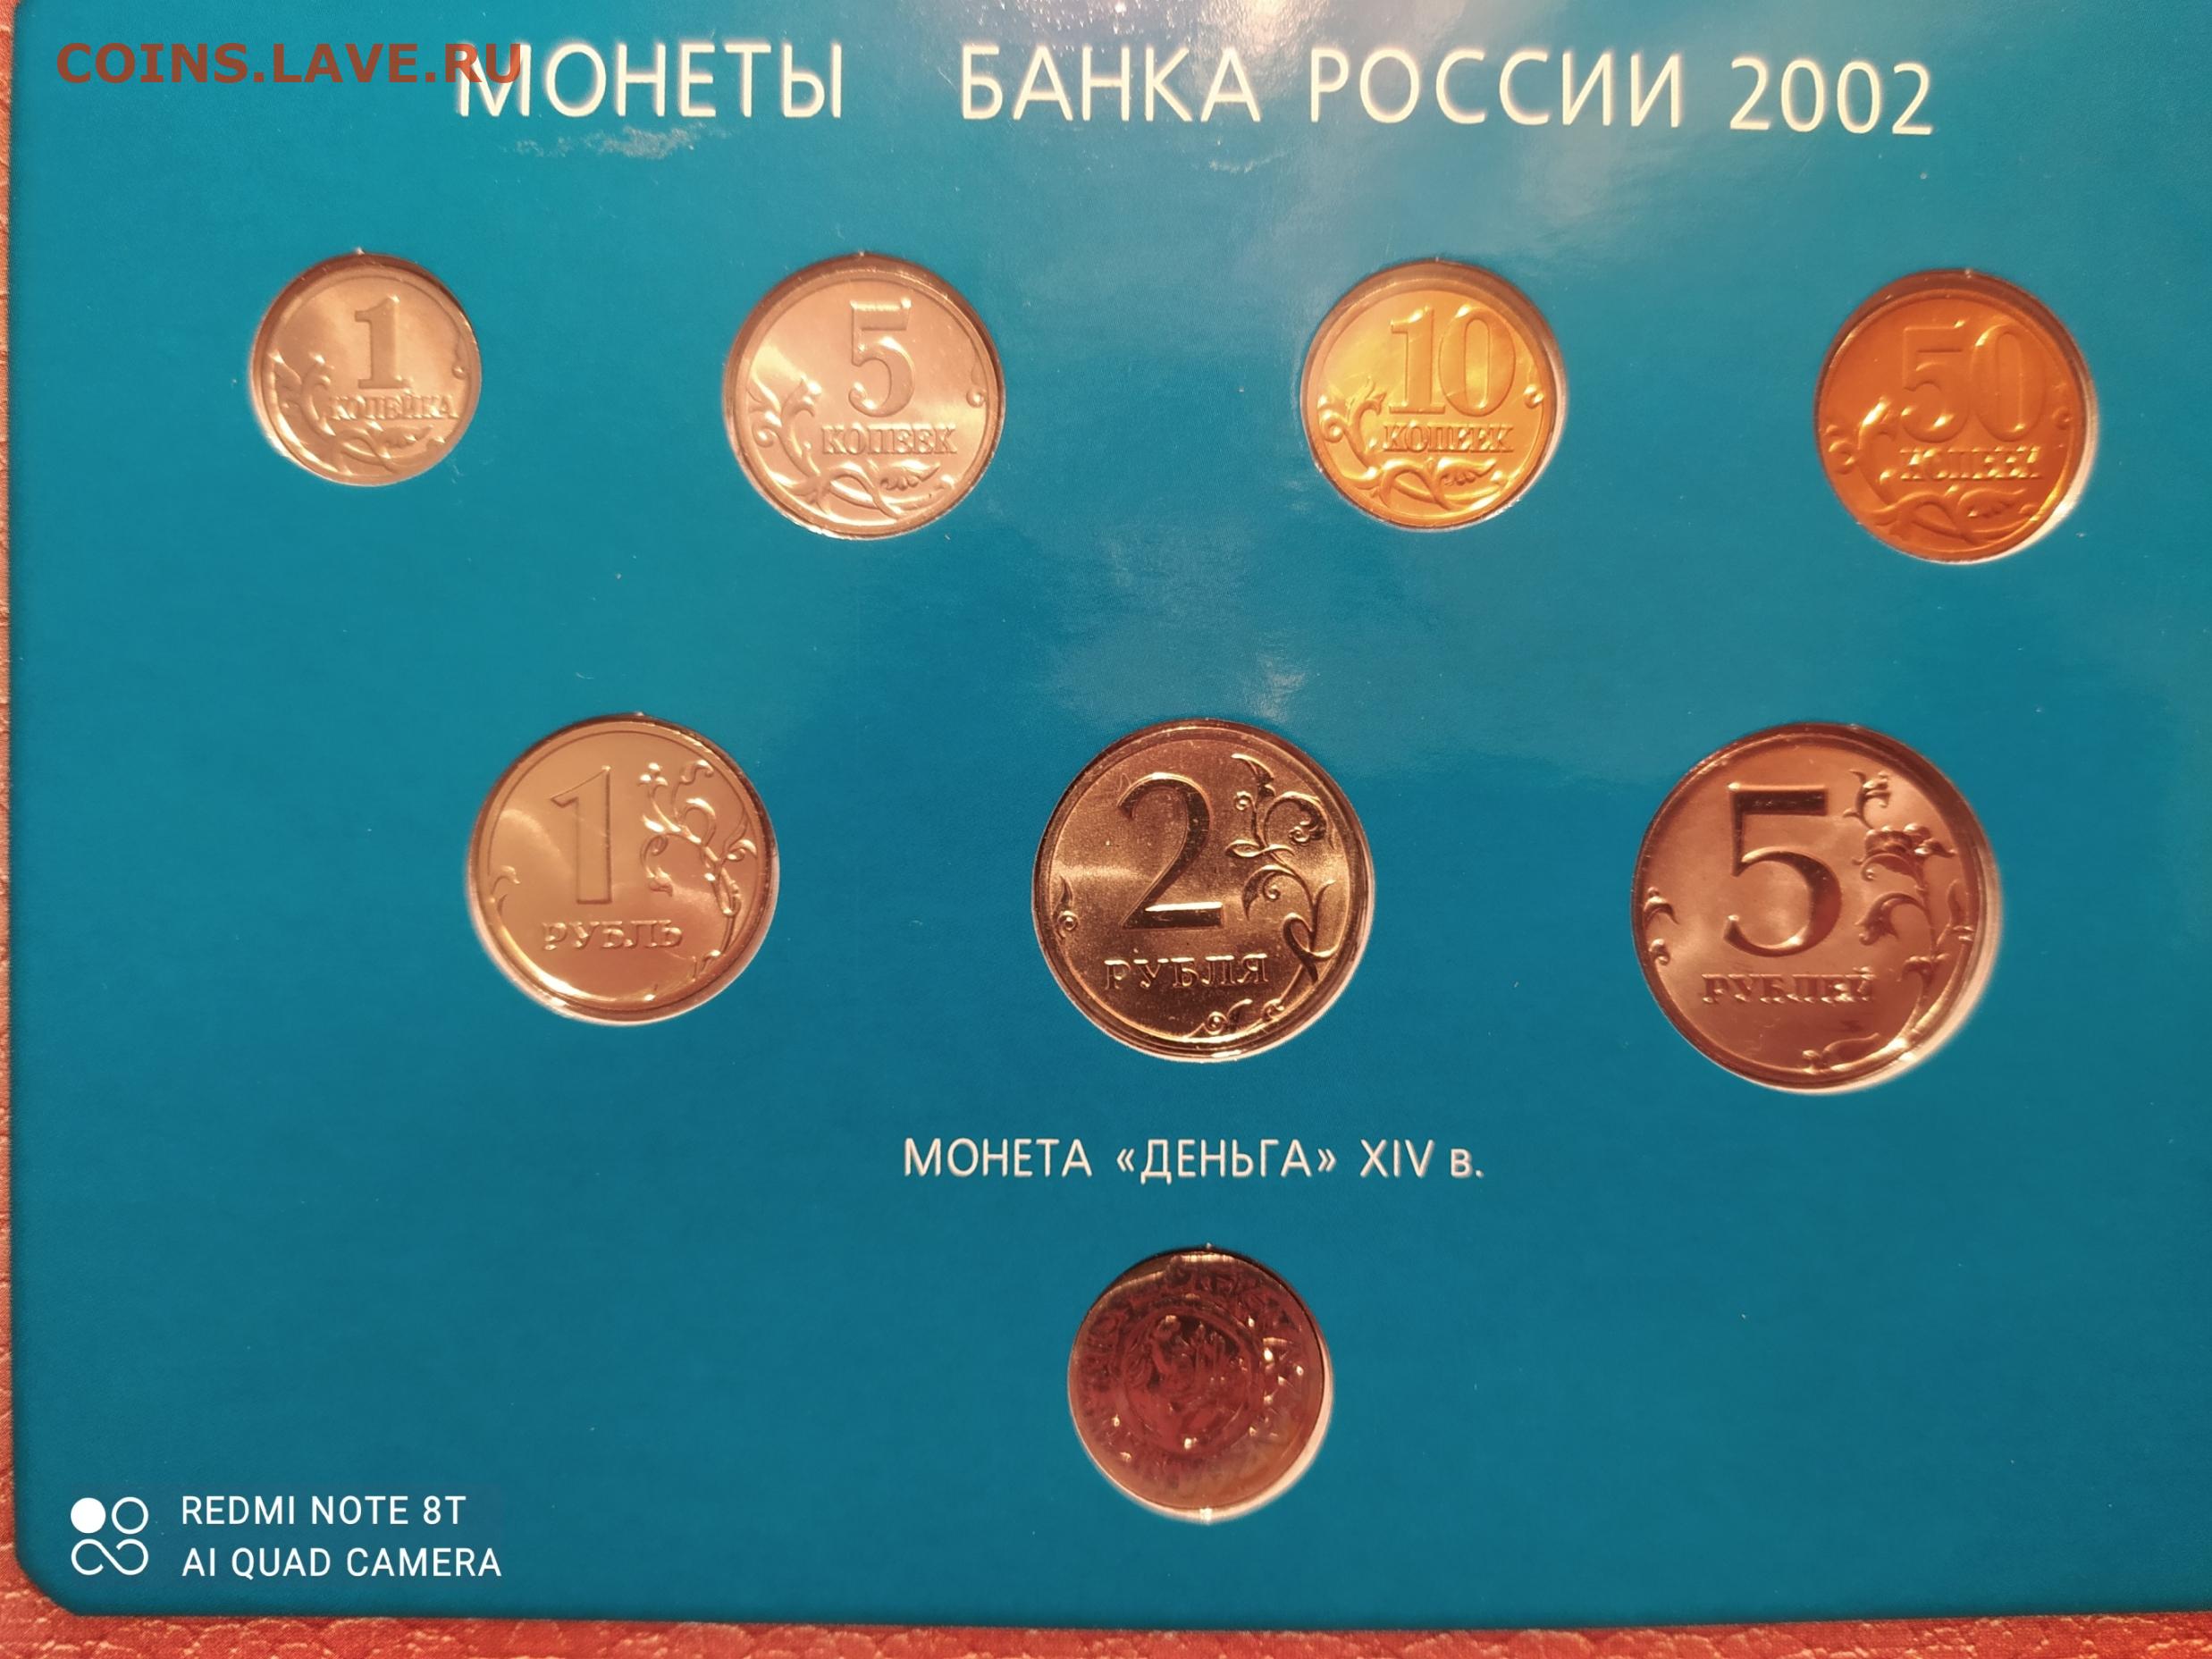 COINS.LAVE.RU
МОНЕТЫ БАНКА РОССИИ 2002
1
КОПЕЙКА
5
КОПЕЕК
10
КОПЕЕК
50
КОПЕЕК
1
РУБЛЬ
2
РУБЛЯ
5
РУБЛЕЙ
МОНЕТА «ДЕНЬГА» XIV в.
REDMI NOTE 8T
AI QUAD CAMERA